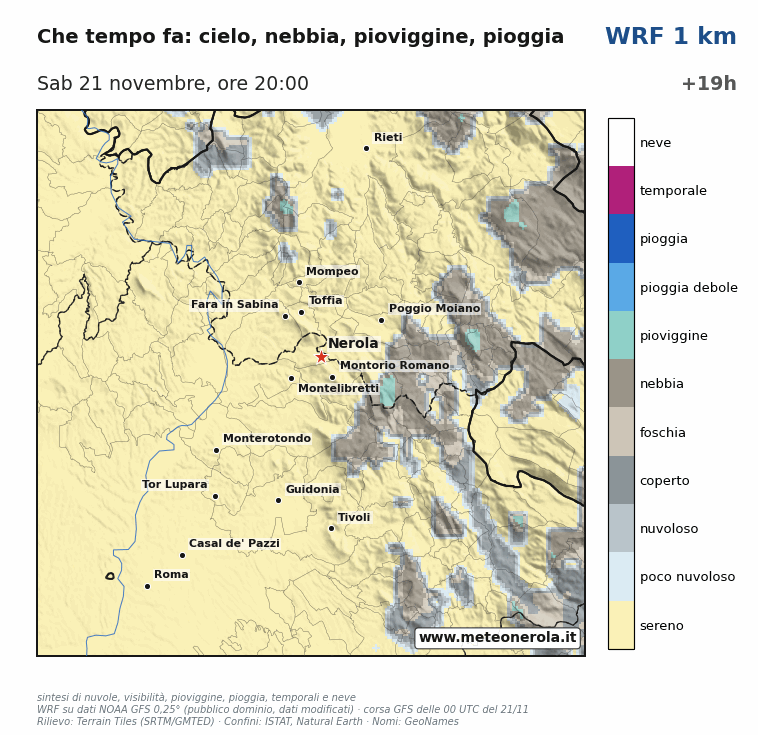 Che tempo fa: cielo, nebbia, pioviggine, pioggia
WRF 1 km
Sab 21 novembre, ore 20:00
+19h
Rieti
Mompeo
Toffia
Fara in Sabina
Poggio Moiano
Nerola
Montorio Romano
Montelibretti
Monterotondo
Tor Lupara
Guidonia
Tivoli
Casal de' Pazzi
Roma
www.meteonerola.it
neve
temporale
pioggia
pioggia debole
pioviggine
nebbia
foschia
coperto
nuvoloso
poco nuvoloso
sereno
sintesi di nuvole, visibilità, pioviggine, pioggia, temporali e neve
WRF su dati NOAA GFS 0,25° (pubblico dominio, dati modificati) · corsa GFS delle 00 UTC del 21/11
Rilievo: Terrain Tiles (SRTM/GMTED) · Confini: ISTAT, Natural Earth · Nomi: GeoNames